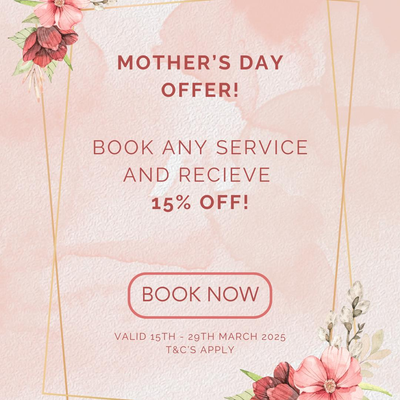 MOTHER’S DAY
OFFER!
BOOK ANY SERVICE
AND RECIEVE
15% OFF!
BOOK NOW
VALID 15TH - 29TH MARCH 2025
T&C'S APPLY